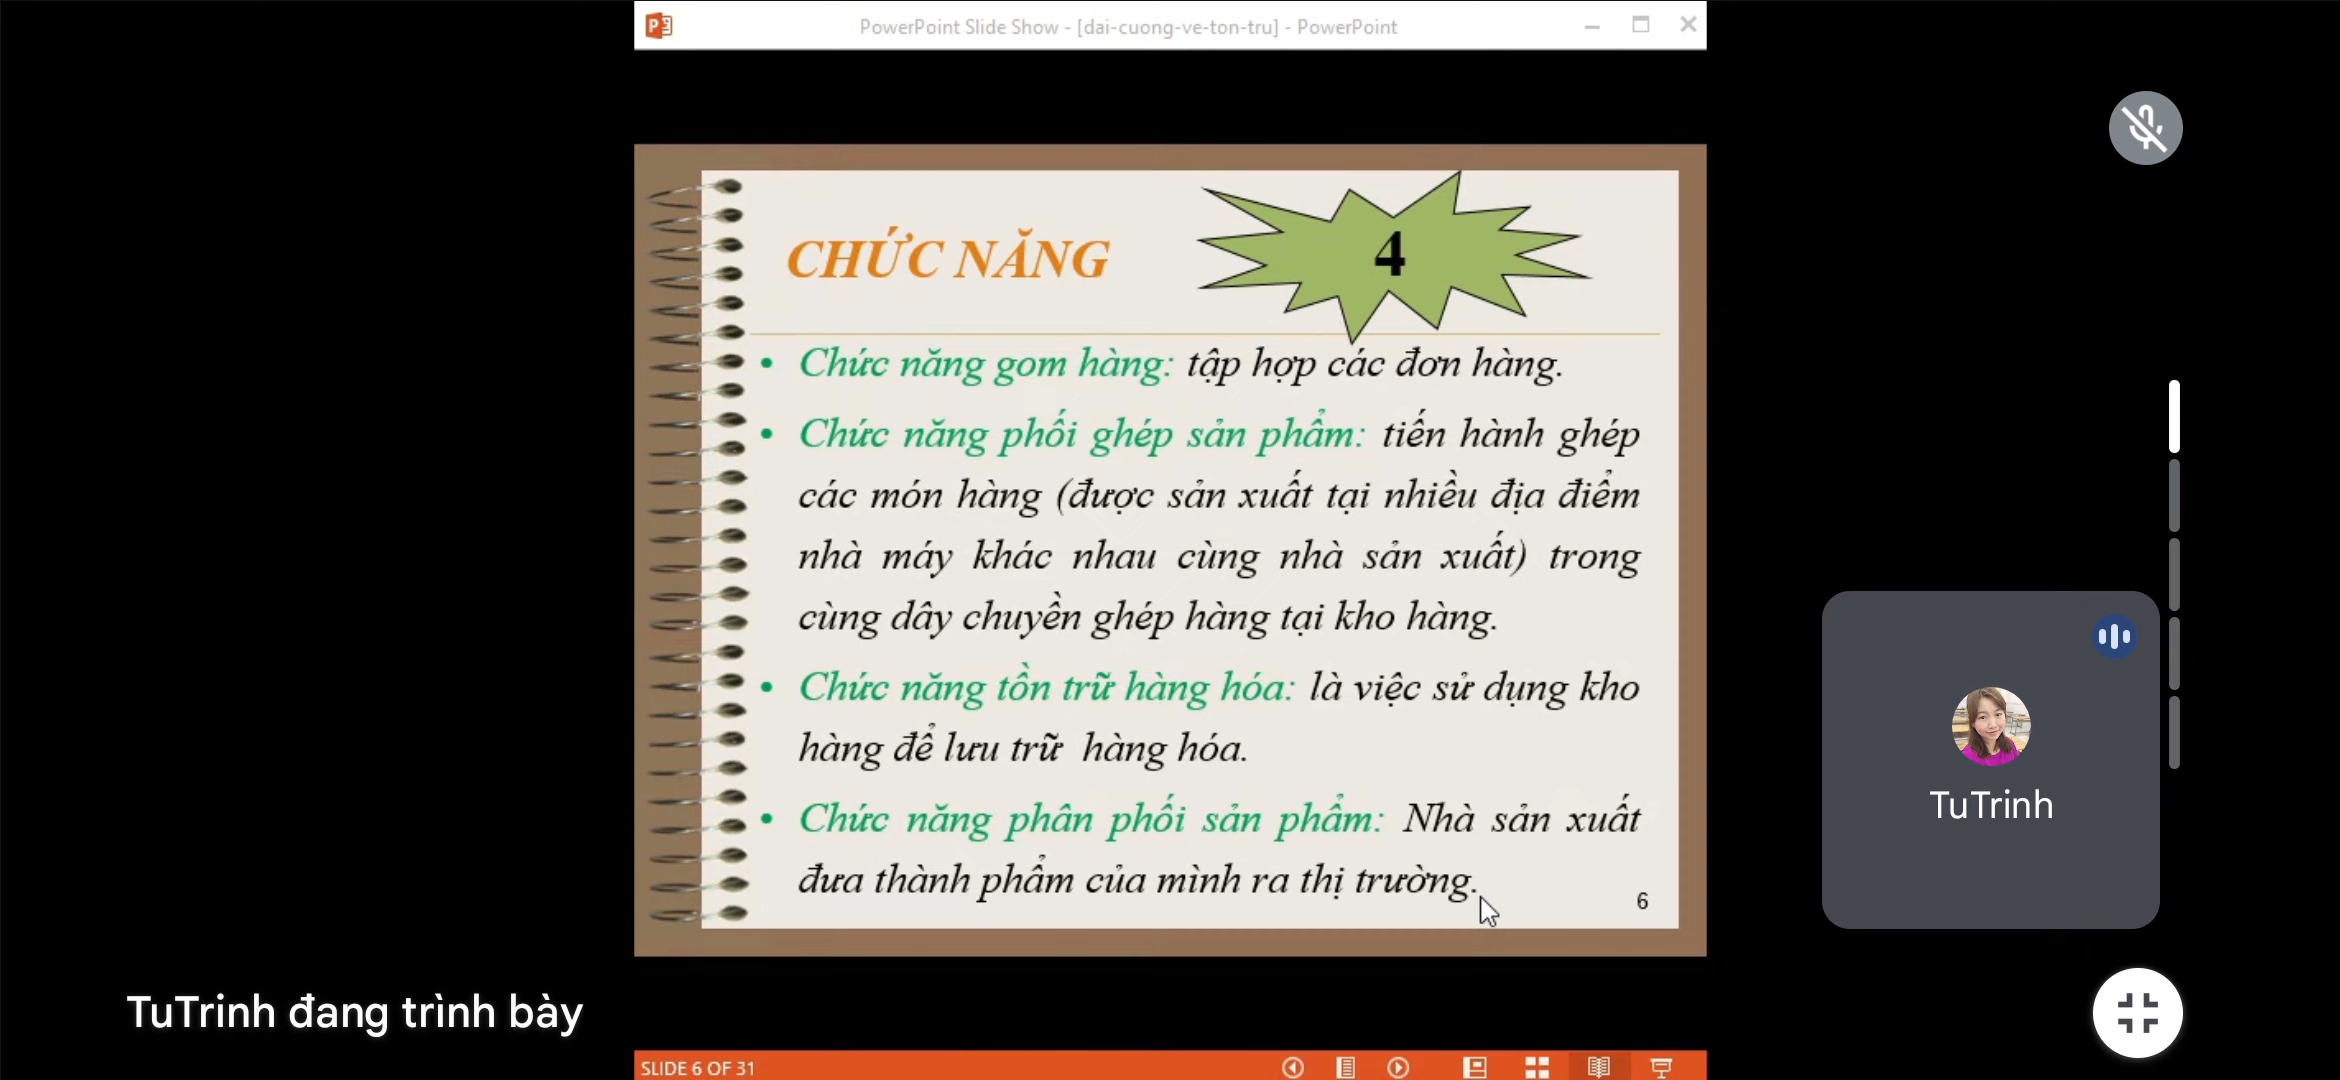 PowerPoint Slide Show - [dai-cuong-ve-ton-tru] - PowerPoint
CHỨC NĂNG
4
• Chức năng gom hàng: tập hợp các đơn hàng.
• Chức năng phối ghép sản phẩm: tiến hành ghép
các món hàng (được sản xuất tại nhiều địa điểm
nhà máy khác nhau cùng nhà sản xuất) trong
cùng dây chuyền ghép hàng tại kho hàng.
• Chức năng tồn trữ hàng hóa: là việc sử dụng kho
hàng để lưu trữ hàng hóa.
• Chức năng phân phối sản phẩm: Nhà sản xuất
đưa thành phẩm của mình ra thị trường.
6
TuTrinh
TuTrinh đang trình bày
SLIDE 6 OF 31